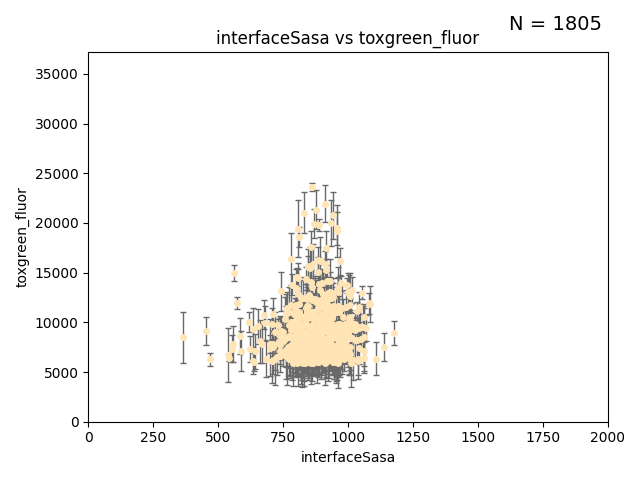 N = 1805
interfaceSasa vs toxgreen_fluor
35000
30000
25000
20000
15000
10000
5000
0
toxgreen_fluor
0 250 500 750 1000 1250 1500 1750 2000
interfaceSasa